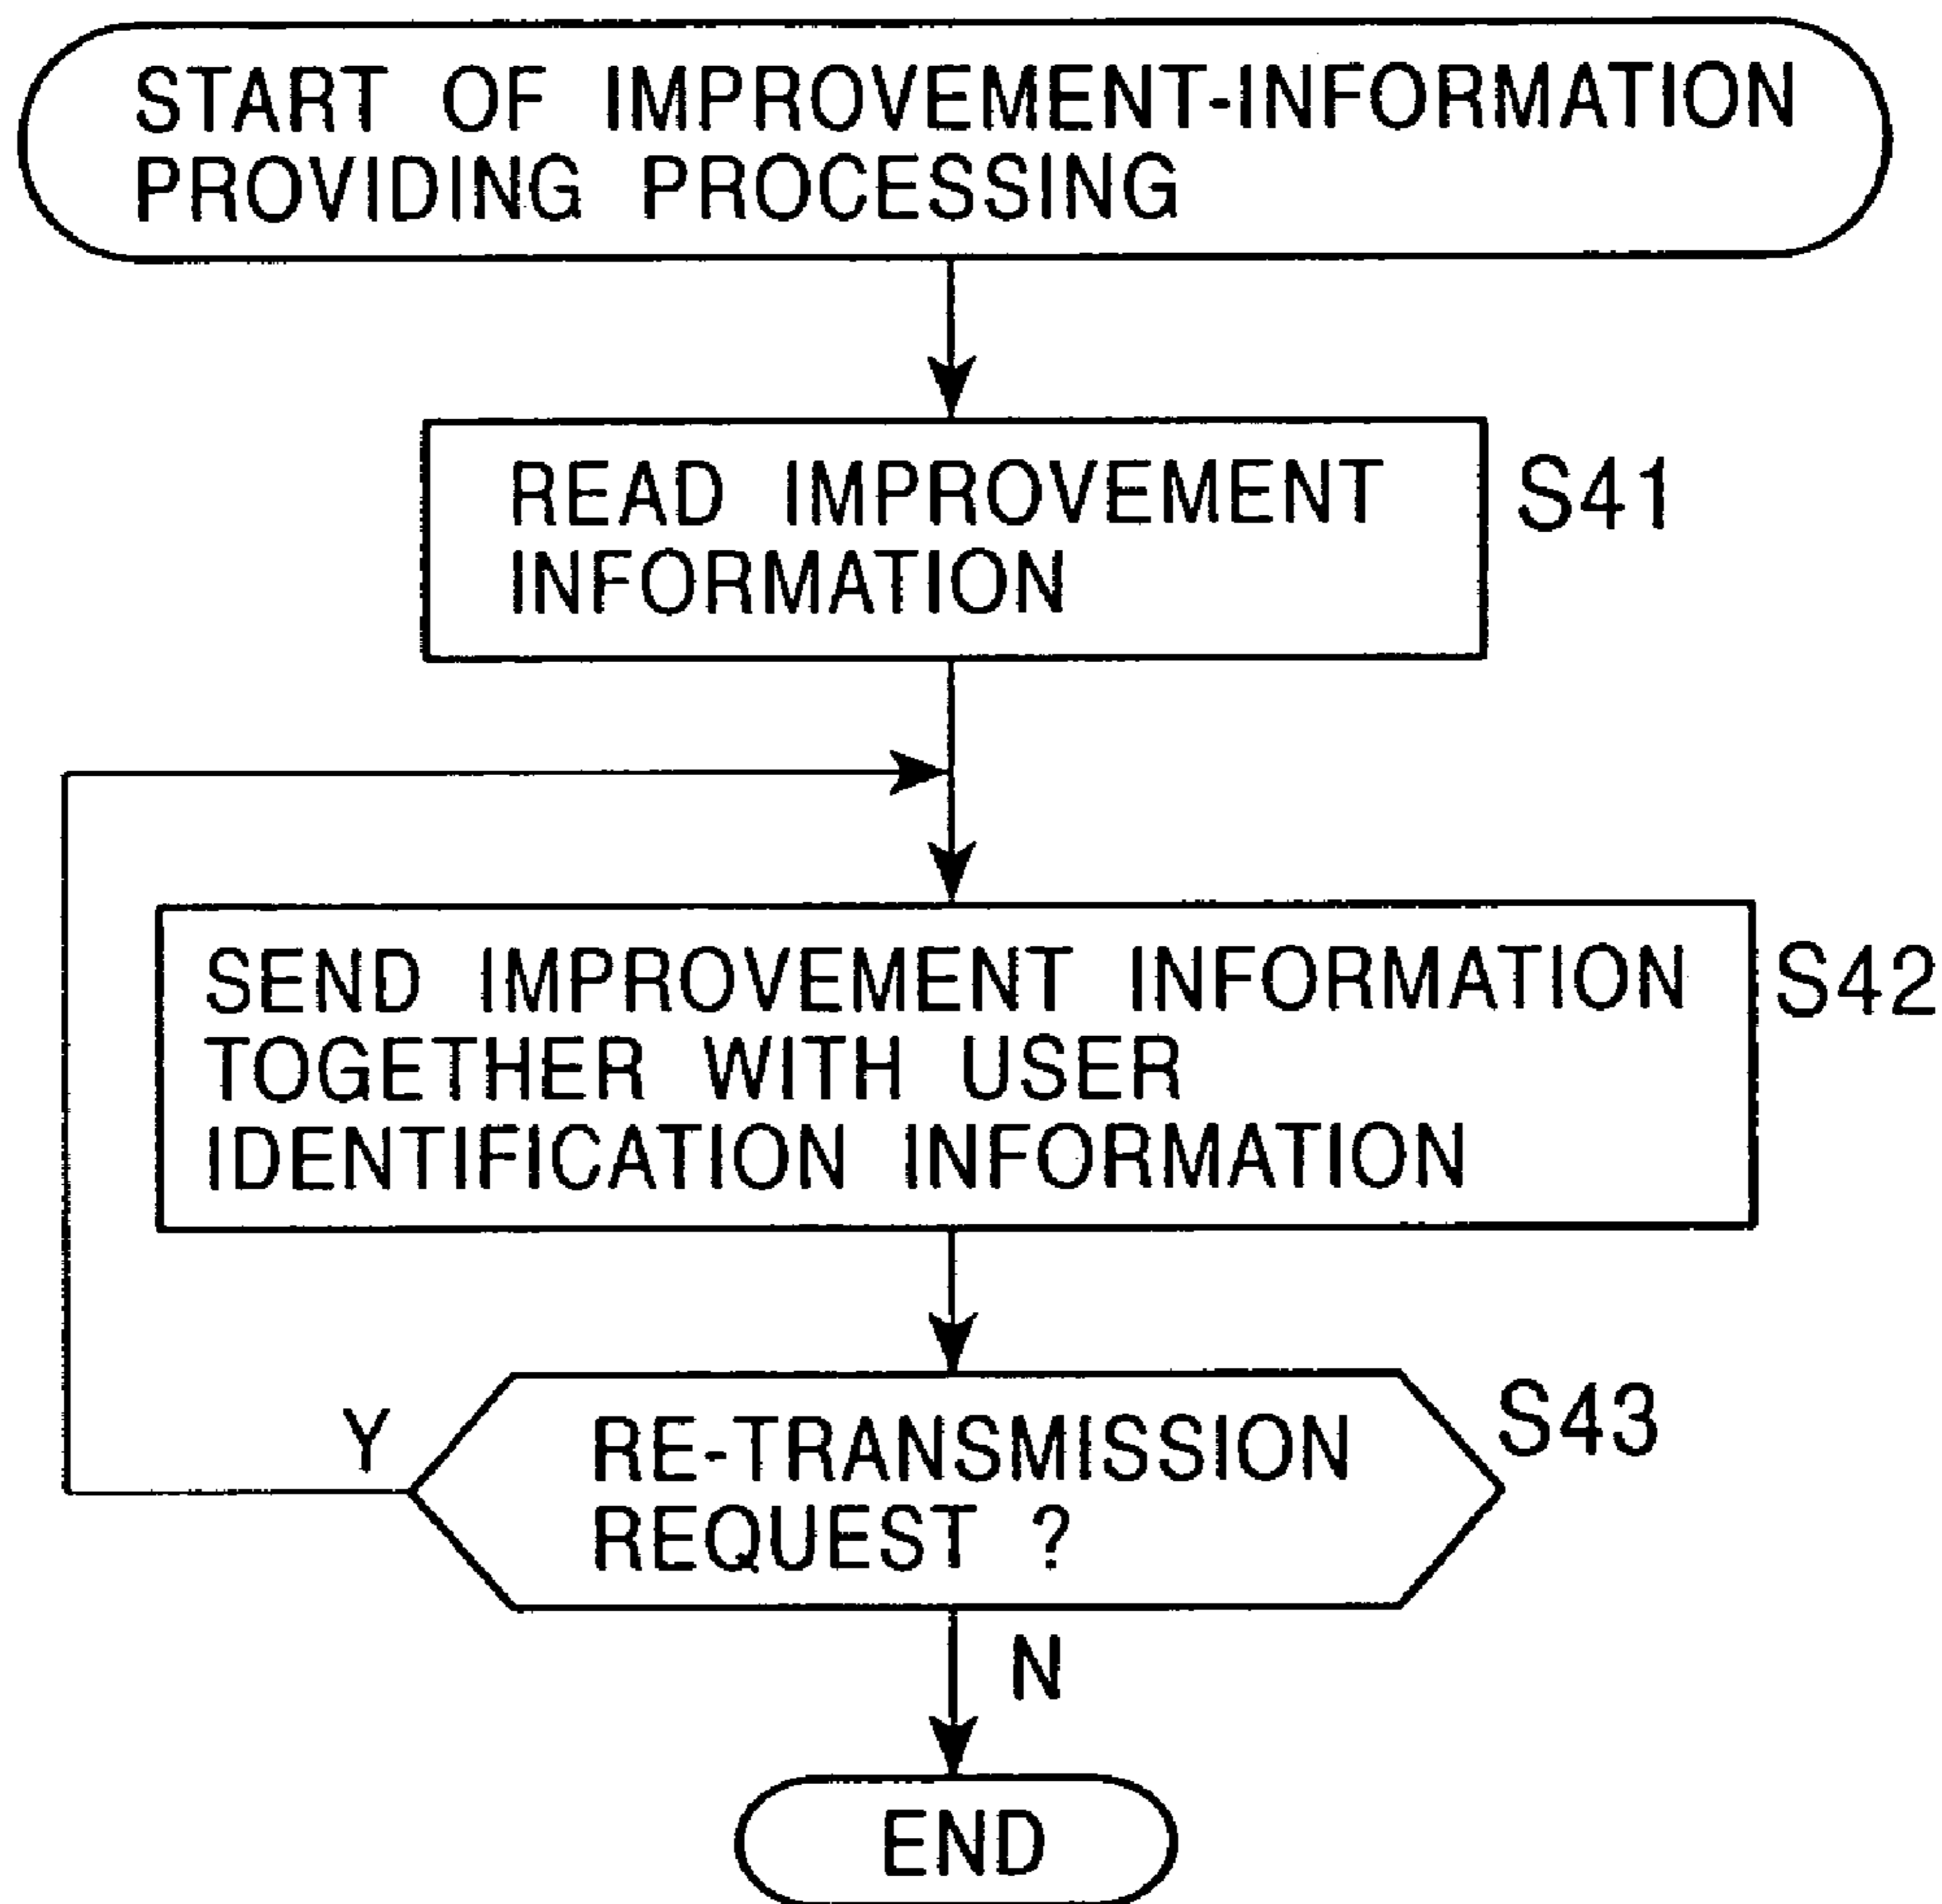 START OF IMPROVEMENT-INFORMATION
PROVIDING PROCESSING
READ IMPROVEMENT
INFORMATION
S41
SEND IMPROVEMENT INFORMATION
TOGETHER WITH USER
IDENTIFICATION INFORMATION
S42
RE-TRANSMISSION
REQUEST ?
S43
Y
N
END